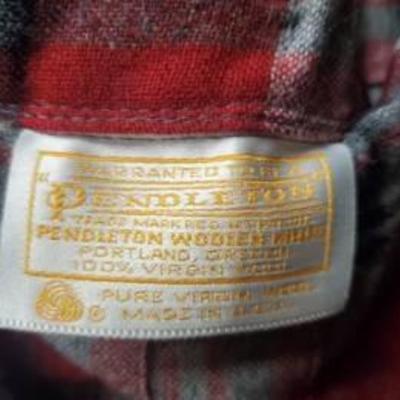 WARRANTED TO BE A
"PENDLETON"
TRADE MARK REG.
PENDLETON WOOLEN MILLS
PORTLAND, OREGON
100% VIRGIN WOOL
PURE VIRGIN WOOL
© MADE IN U.S.A.